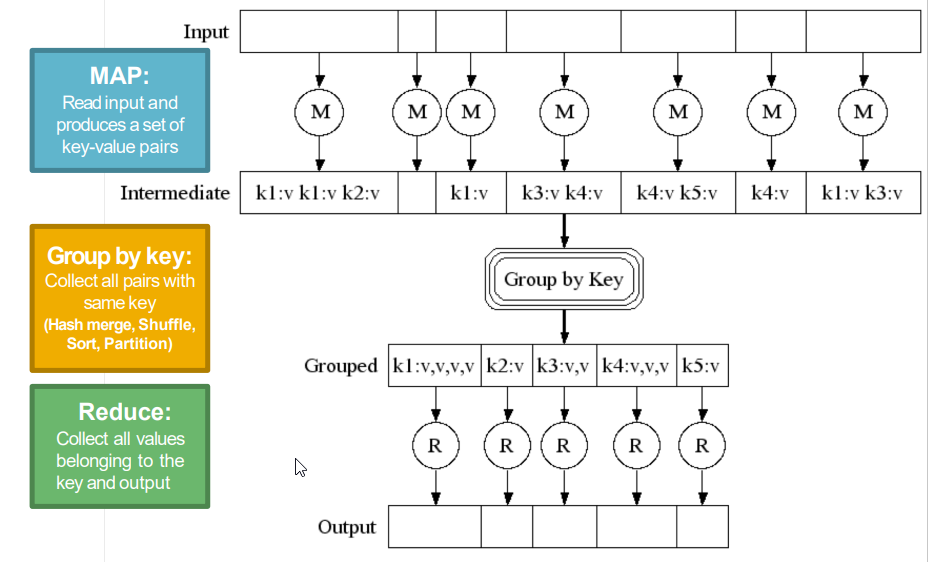 Input
MAP:
Read input and
produces a set of
key-value pairs
M M M M M M M
Intermediate k1:v k1:v k2:v k1:v k3:v k4:v k4:v k5:v k4:v k1:v k3:v
Group by key:
Collect all pairs with
same key
(Hash merge, Shuffle,
Sort, Partition)
Group by Key
Grouped k1:v,v,v,v k2:v k3:v,v k4:v,v,v k5:v
Reduce:
Collect all values
belonging to the
key and output
R R R R R
Output